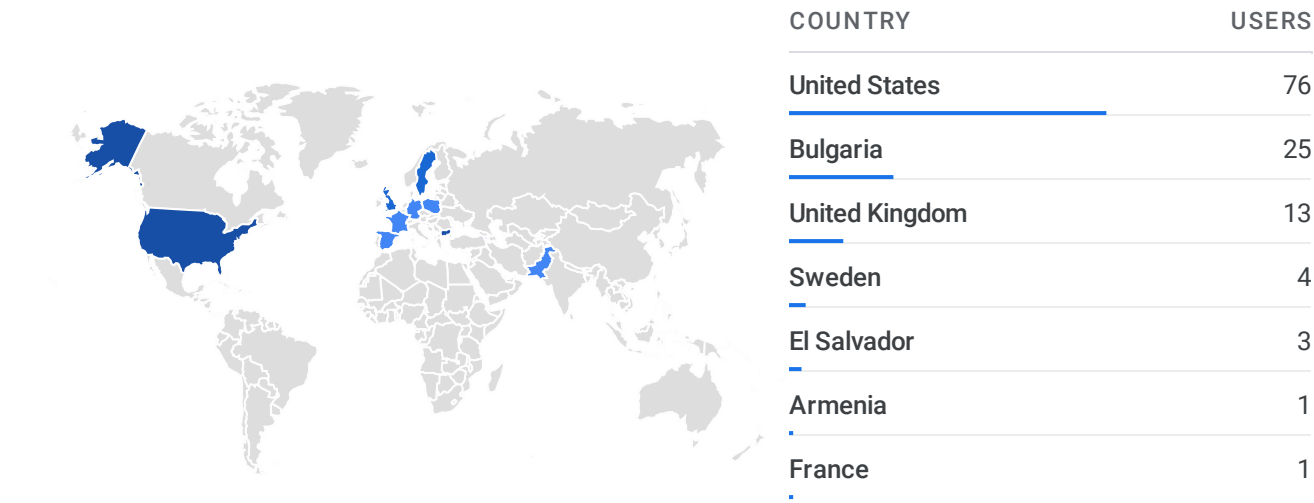 COUNTRY USERS
United States 76
Bulgaria 25
United Kingdom 13
Sweden 4
El Salvador 3
Armenia 1
France 1